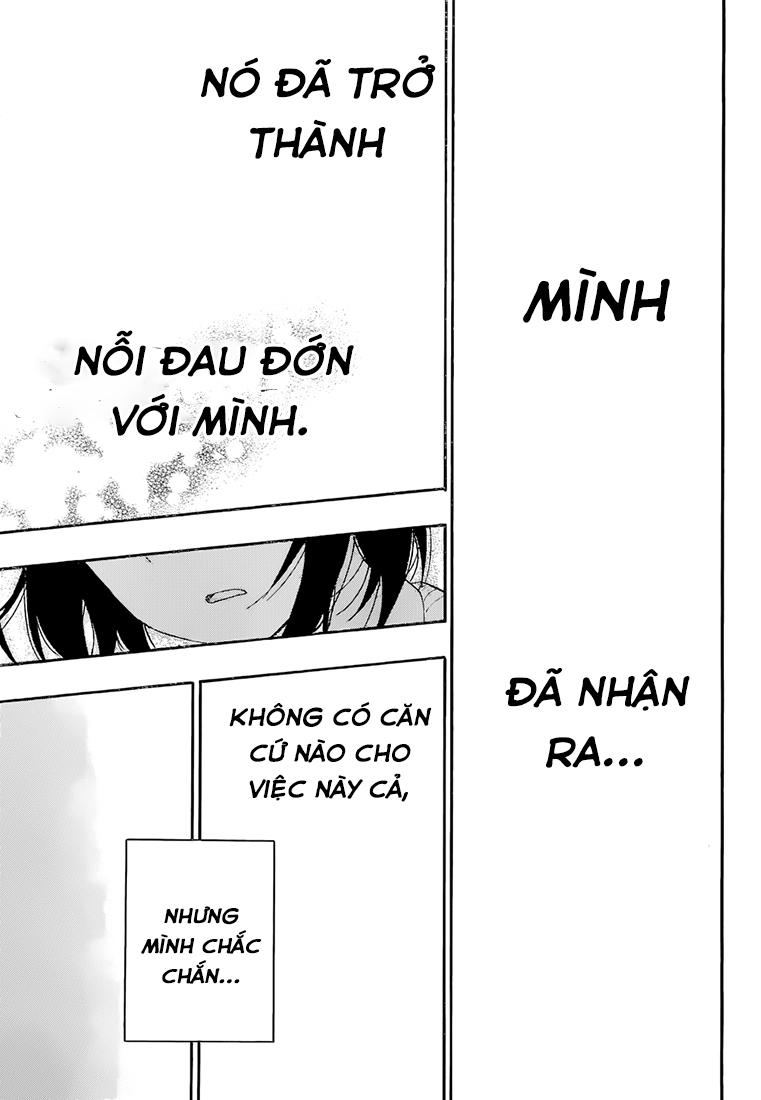 MÌNH
ĐÃ NHẬN
RA...
NÓ ĐÃ TRỞ
THÀNH
NỖI ĐAU ĐỚN
VỚI MÌNH.
KHÔNG CÓ CĂN
CỨ NÀO CHO
VIỆC NÀY CẢ,
NHƯNG
MÌNH CHẮC
CHẮN...